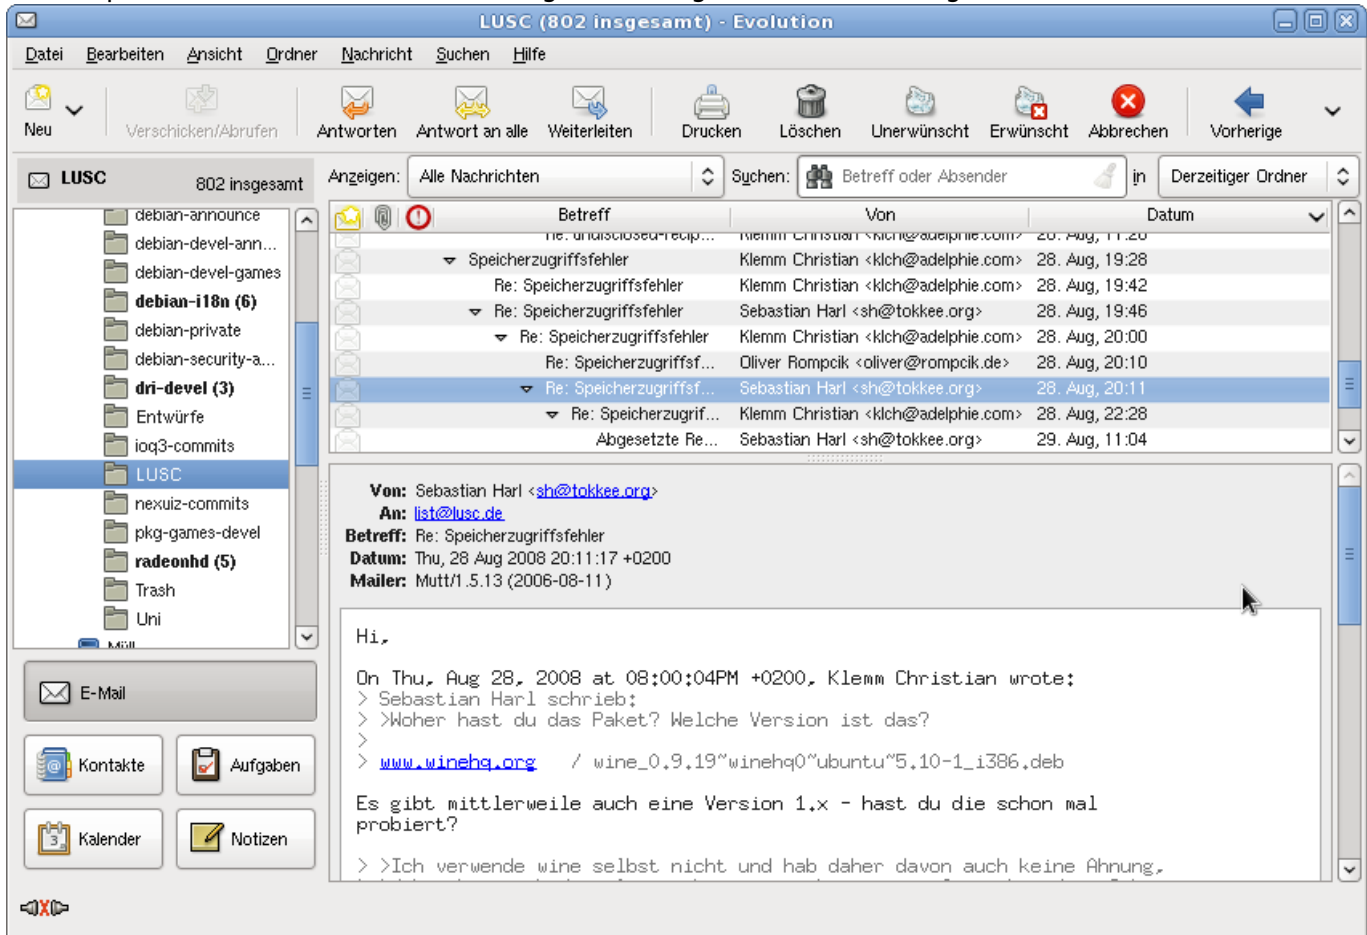 LUSC (802 insgesamt) - Evolution
Datei Bearbeiten Ansicht Ordner Nachricht Suchen Hilfe
Neu Verschicken/Abrufen Antworten Antwort an alle Weiterleiten Drucken Löschen Unerwünscht Erwünscht Abbrechen Vorherige
LUSC 802 insgesamt
Anzeigen: Alle Nachrichten Suchen: Betreff oder Absender in Derzeitiger Ordner
debian-announce
debian-devel-ann...
debian-devel-games
debian-i18n (6)
debian-private
debian-security-a...
dri-devel (3)
Entwürfe
ioq3-commits
LUSC
nexuiz-commits
pkg-games-devel
radeonhd (5)
Trash
Uni
Müll
E-Mail
Kontakte Aufgaben
Kalender Notizen
Betreff Von Datum
Re: undisclosed-recip... Klemm Christian <klch@adelphie.com> 28. Aug, 11:20
Speicherzugriffsfehler Klemm Christian <klch@adelphie.com> 28. Aug, 19:28
Re: Speicherzugriffsfehler Klemm Christian <klch@adelphie.com> 28. Aug, 19:42
Re: Speicherzugriffsfehler Sebastian Harl <sh@tokkee.org> 28. Aug, 19:46
Re: Speicherzugriffsfehler Klemm Christian <klch@adelphie.com> 28. Aug, 20:00
Re: Speicherzugriffsf... Oliver Rompcik <oliver@rompcik.de> 28. Aug, 20:10
Re: Speicherzugriffsf... Sebastian Harl <sh@tokkee.org> 28. Aug, 20:11
Re: Speicherzugrif... Klemm Christian <klch@adelphie.com> 28. Aug, 22:28
Abgesetzte Re... Sebastian Harl <sh@tokkee.org> 29. Aug, 11:04
Von: Sebastian Harl <sh@tokkee.org>
An: list@lusc.de
Betreff: Re: Speicherzugriffsfehler
Datum: Thu, 28 Aug 2008 20:11:17 +0200
Mailer: Mutt/1.5.13 (2006-08-11)
Hi,
On Thu, Aug 28, 2008 at 08:00:04PM +0200, Klemm Christian wrote:
> Sebastian Harl schrieb:
> >Woher hast du das Paket? Welche Version ist das?
>
> www.winehq.org / wine_0.9.19~winehq0~ubuntu~5.10-1_i386.deb
Es gibt mittlerweile auch eine Version 1.x - hast du die schon mal
probiert?
> >Ich verwende wine selbst nicht und hab daher davon auch keine Ahnung,